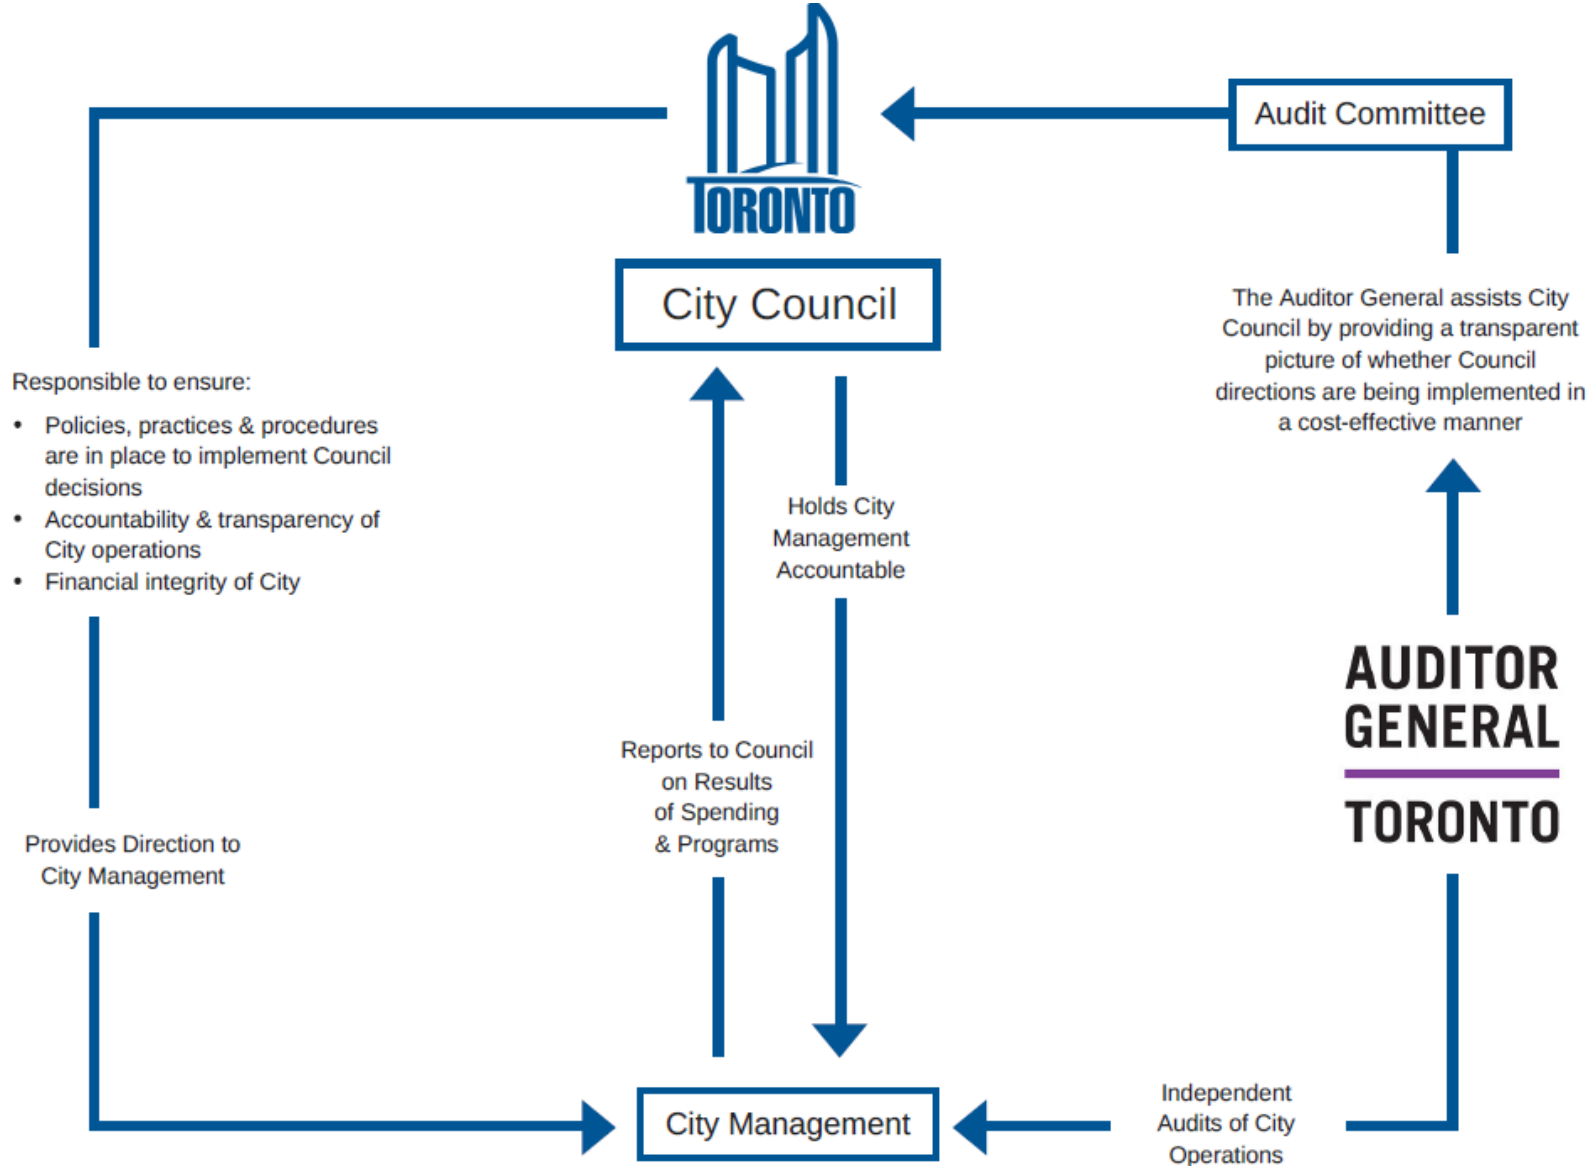 TORONTO
Audit Committee
City Council
The Auditor General assists City
Council by providing a transparent
picture of whether Council
directions are being implemented in
a cost-effective manner
Responsible to ensure:
• Policies, practices & procedures
are in place to implement Council
decisions
• Accountability & transparency of
City operations
• Financial integrity of City
Holds City
Management
Accountable
AUDITOR
GENERAL
TORONTO
Reports to Council
on Results
of Spending
& Programs
Provides Direction to
City Management
City Management
Independent
Audits of City
Operations